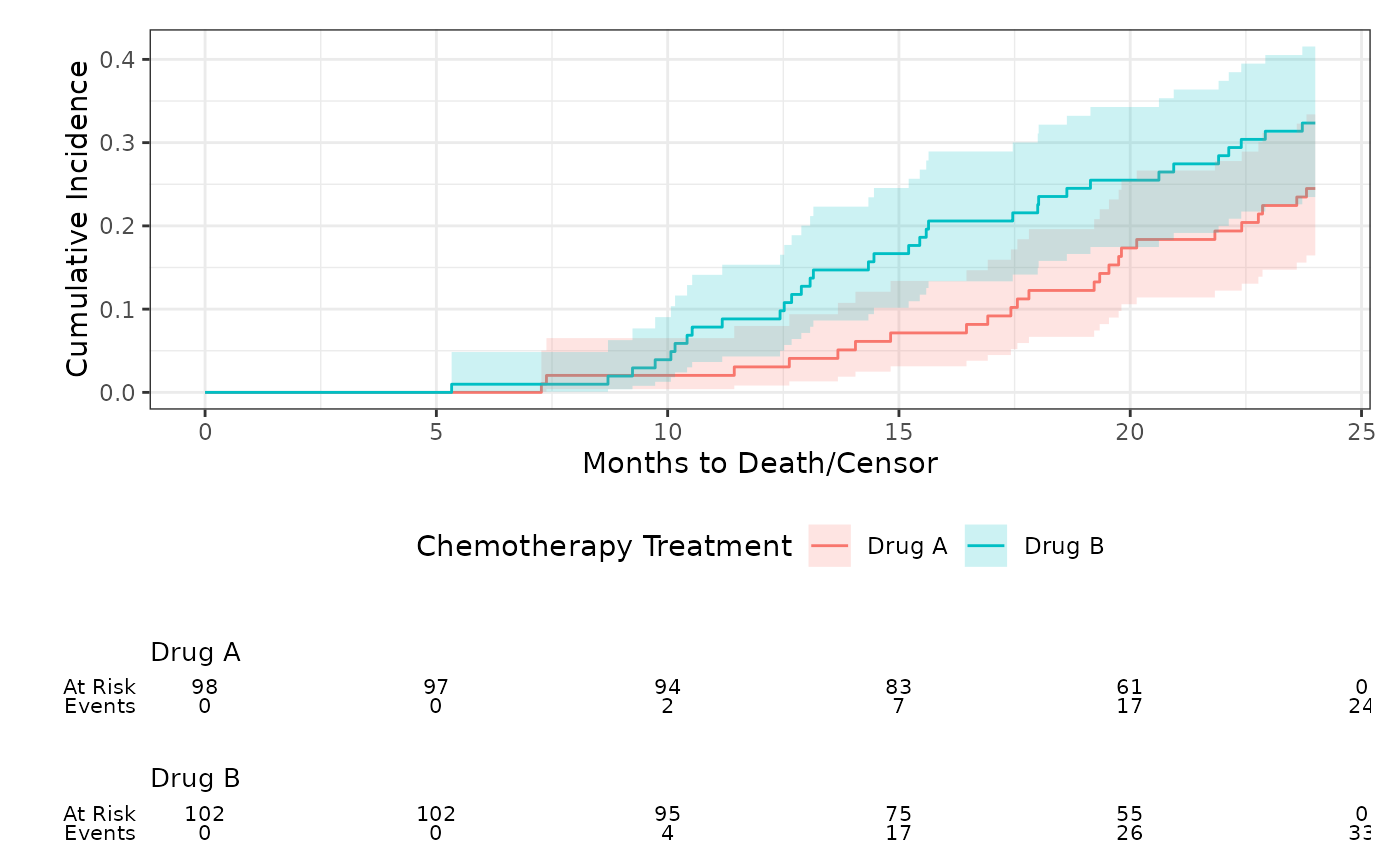 Cumulative Incidence
0.4
0.3
0.2
0.1
0.0
0 5 10 15 20 25
Months to Death/Censor
Chemotherapy Treatment Drug A Drug B
Drug A
At Risk 98 97 94 83 61 0
Events 0 0 2 7 17 24
Drug B
At Risk 102 102 95 75 55 0
Events 0 0 4 17 26 33